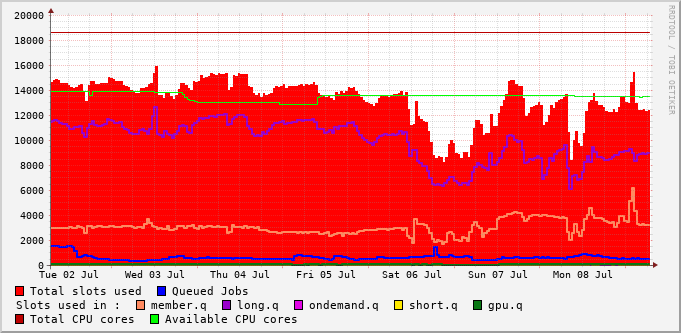 20000
18000
16000
14000
12000
10000
8000
6000
4000
2000
0
Tue 02 Jul Wed 03 Jul Thu 04 Jul Fri 05 Jul Sat 06 Jul Sun 07 Jul Mon 08 Jul
Total slots used Queued Jobs
Slots used in : member.q long.q ondemand.q short.q gpu.q
Total CPU cores Available CPU cores
RRDTOOL / TOBI OETIKER